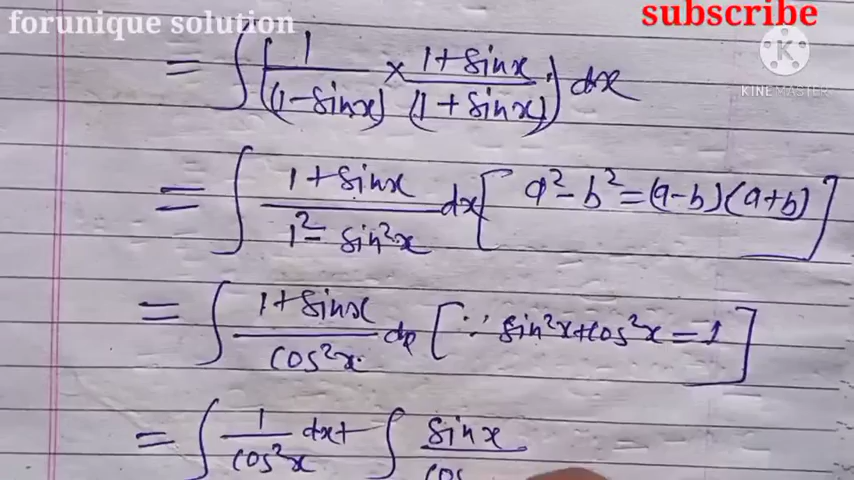 forunique solution
subscribe
KINEMASTER
= ∫ ( 1/(1-sinx) × (1+sinx)/(1+sinx) ) dx
= ∫ (1+sinx)/(1²-sin²x) dx [ a²-b²=(a-b)(a+b) ]
= ∫ (1+sinx)/cos²x dx [ ∵ sin²x+cos²x=1 ]
= ∫ 1/cos²x dx + ∫ sinx/cos